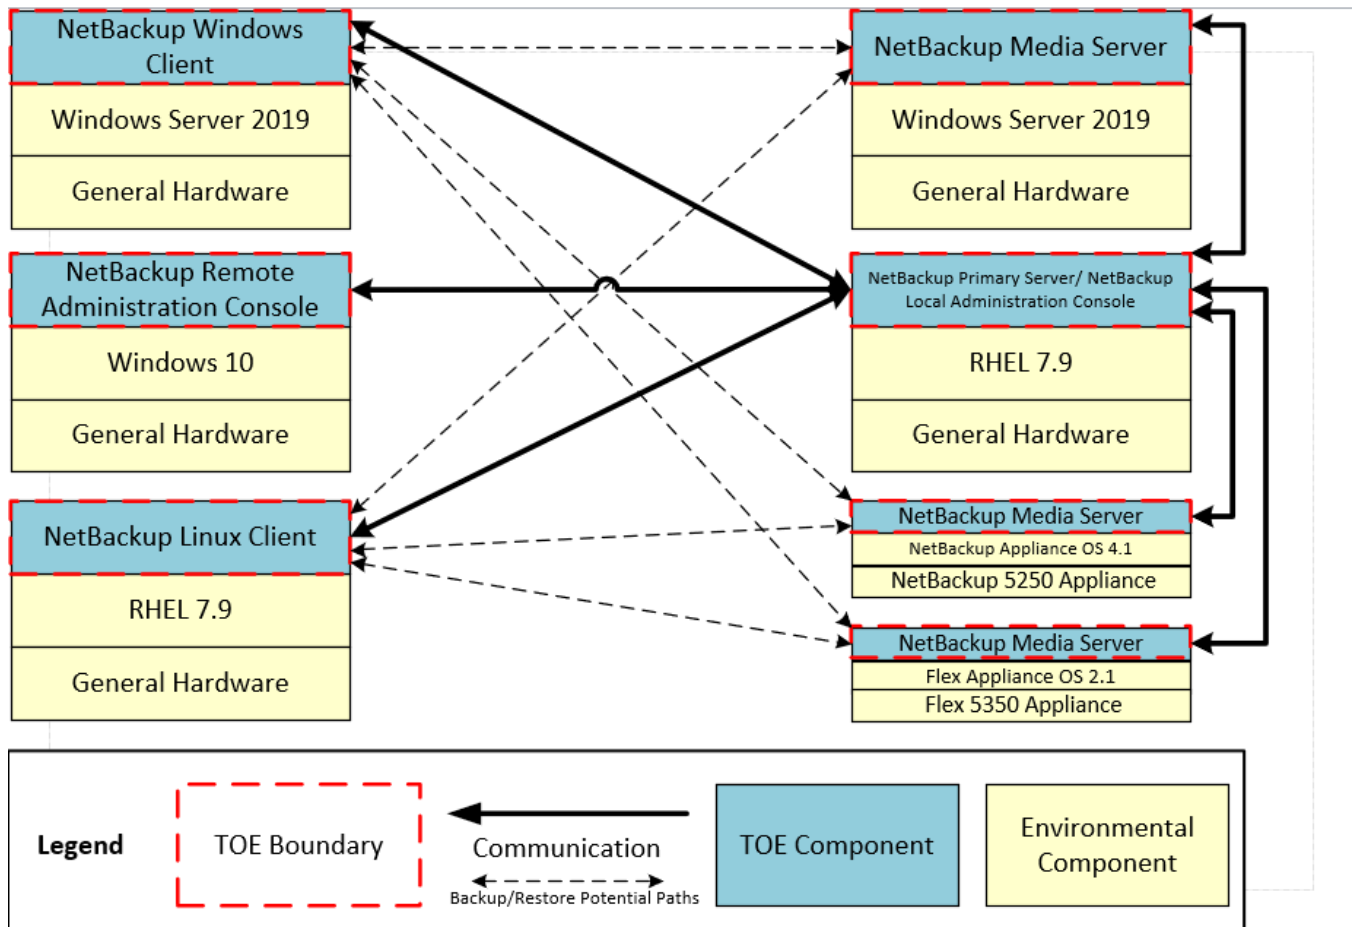 NetBackup Windows
Client
Windows Server 2019
General Hardware
NetBackup Remote
Administration Console
Windows 10
General Hardware
NetBackup Linux Client
RHEL 7.9
General Hardware
NetBackup Media Server
Windows Server 2019
General Hardware
NetBackup Primary Server/ NetBackup
Local Administration Console
RHEL 7.9
General Hardware
NetBackup Media Server
NetBackup Appliance OS 4.1
NetBackup 5250 Appliance
NetBackup Media Server
Flex Appliance OS 2.1
Flex 5350 Appliance
Legend
TOE Boundary
Communication
Backup/Restore Potential Paths
TOE Component
Environmental
Component